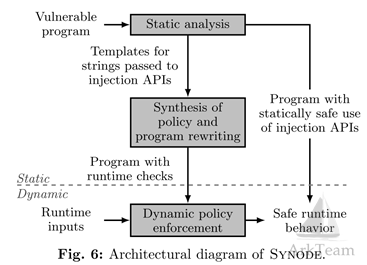 Vulnerable
program
Static analysis
Templates for
strings passed to
injection APIs
Synthesis of
policy and
program rewriting
Program with
statically safe use
of injection APIs
Program with
runtime checks
Static
Dynamic
Runtime
inputs
Dynamic policy
enforcement
Safe runtime
behavior
ArkTeam
Fig. 6: Architectural diagram of SYNODE.